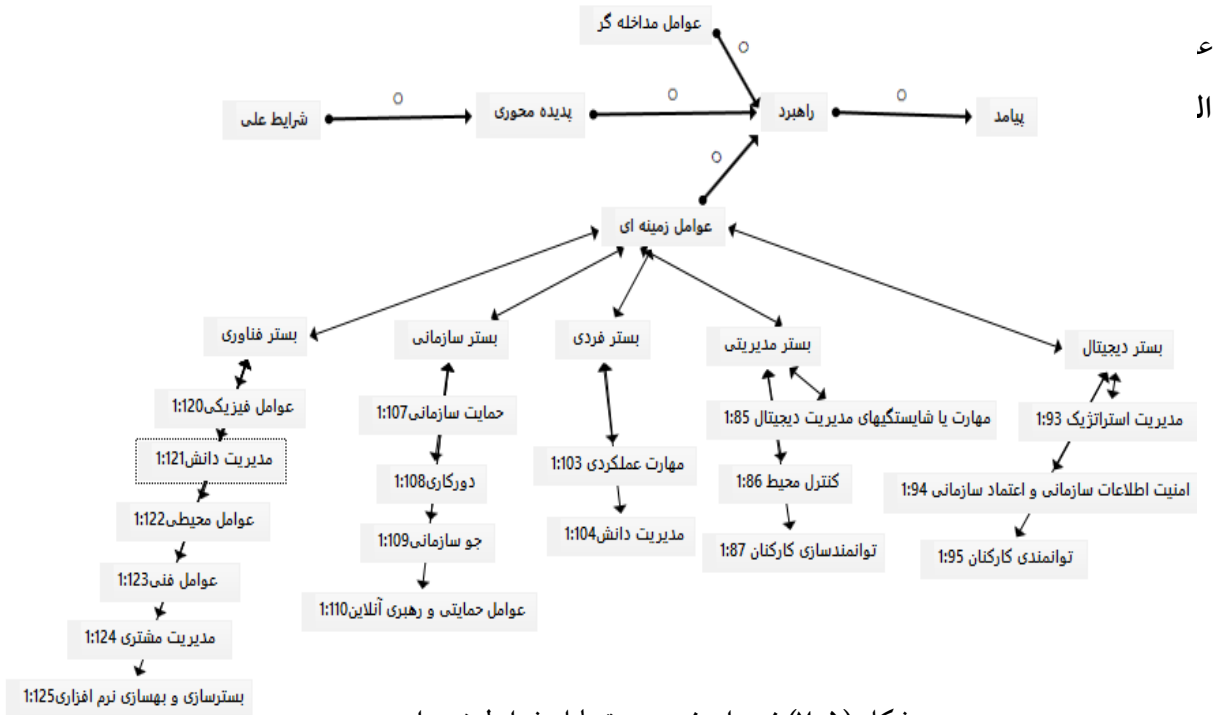 عوامل مداخله گر
شرایط علی
پدیده محوری
راهبرد
پیامد
عوامل زمینه ای
بستر دیجیتال
بستر مدیریتی
بستر فردی
بستر سازمانی
بستر فناوری
مدیریت استراتژیک 1:93
امنیت اطلاعات سازمانی و اعتماد سازمانی 1:94
توانمندی کارکنان 1:95
مهارت یا شایستگیهای مدیریت دیجیتال 1:85
کنترل محیط 1:86
توانمندسازی کارکنان 1:87
مهارت عملکردی 1:103
مدیریت دانش1:104
حمایت سازمانی1:107
دورکاری1:108
جو سازمانی1:109
عوامل حمایتی و رهبری آنلاین1:110
عوامل فیزیکی1:120
مدیریت دانش1:121
عوامل محیطی1:122
عوامل فنی1:123
مدیریت مشتری 1:124
بسترسازی و بهسازی نرم افزاری1:125